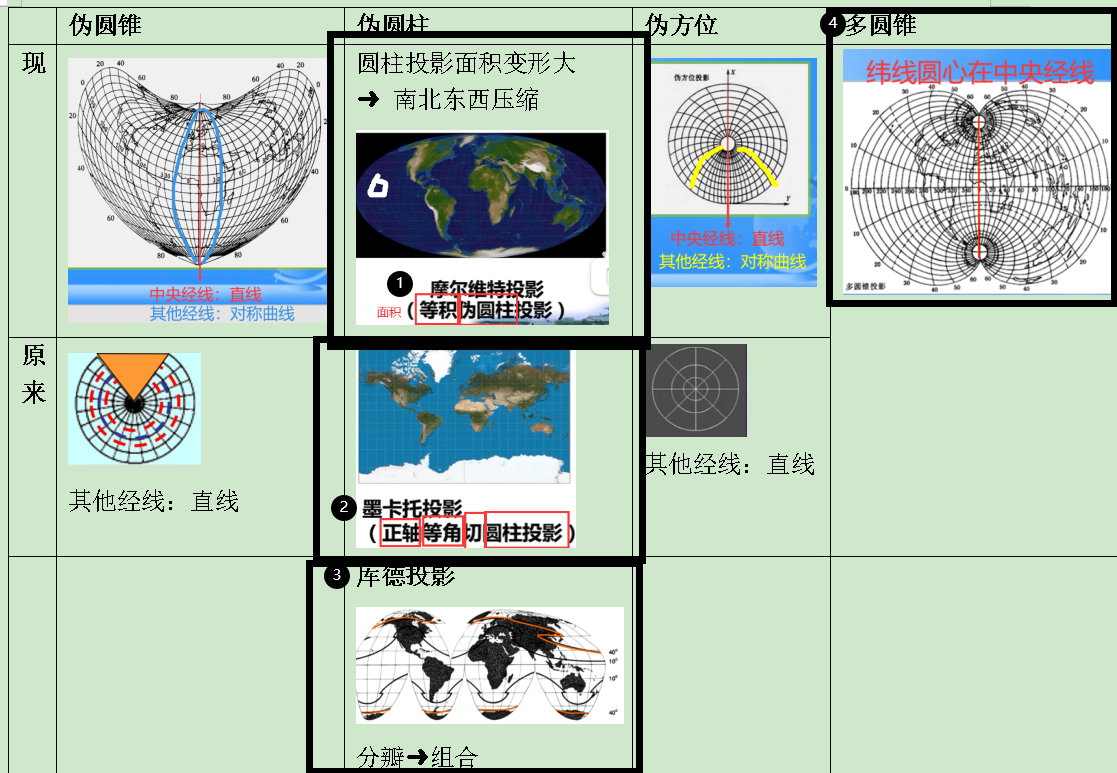 伪圆锥
伪圆柱
伪方位
④多圆锥
现
20 40
40 20
80 80
20
20
40
40
60
60
80 80
中央经线：直线
其他经线：对称曲线
圆柱投影面积变形大
➜ 南北东西压缩
6
① 摩尔维特投影
面积（等积伪圆柱投影）
伪方位投影
X
Y
中央经线：直线
其他经线：对称曲线
纬线圆心在中央经线
多圆锥投影
原来
其他经线：直线
② 墨卡托投影
（正轴等角切圆柱投影）
其他经线：直线
③ 库德投影
40°
10°
10°
40°
分瓣➜组合